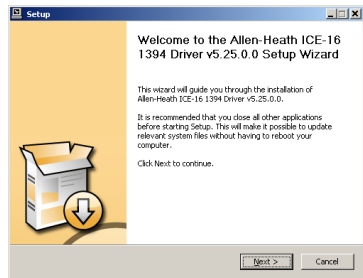 Setup
Welcome to the Allen-Heath ICE-16
1394 Driver v5.25.0.0 Setup Wizard
This wizard will guide you through the installation of
Allen-Heath ICE-16 1394 Driver v5.25.0.0.
It is recommended that you close all other applications
before starting Setup. This will make it possible to update
relevant system files without having to reboot your
computer.
Click Next to continue.
Next >
Cancel